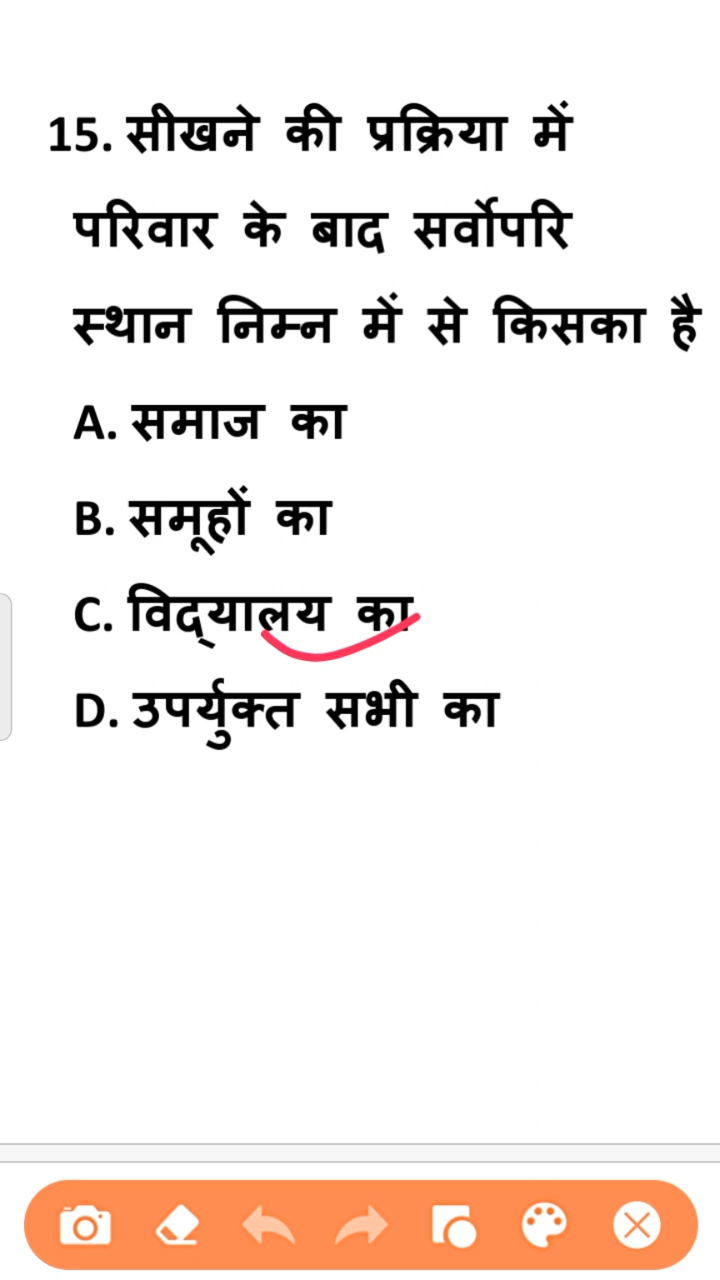 15. सीखने की प्रक्रिया में
परिवार के बाद सर्वोपरि
स्थान निम्न में से किसका है
A. समाज का
B. समूहों का
C. विद्‌यालय का
D. उपर्युक्त सभी का